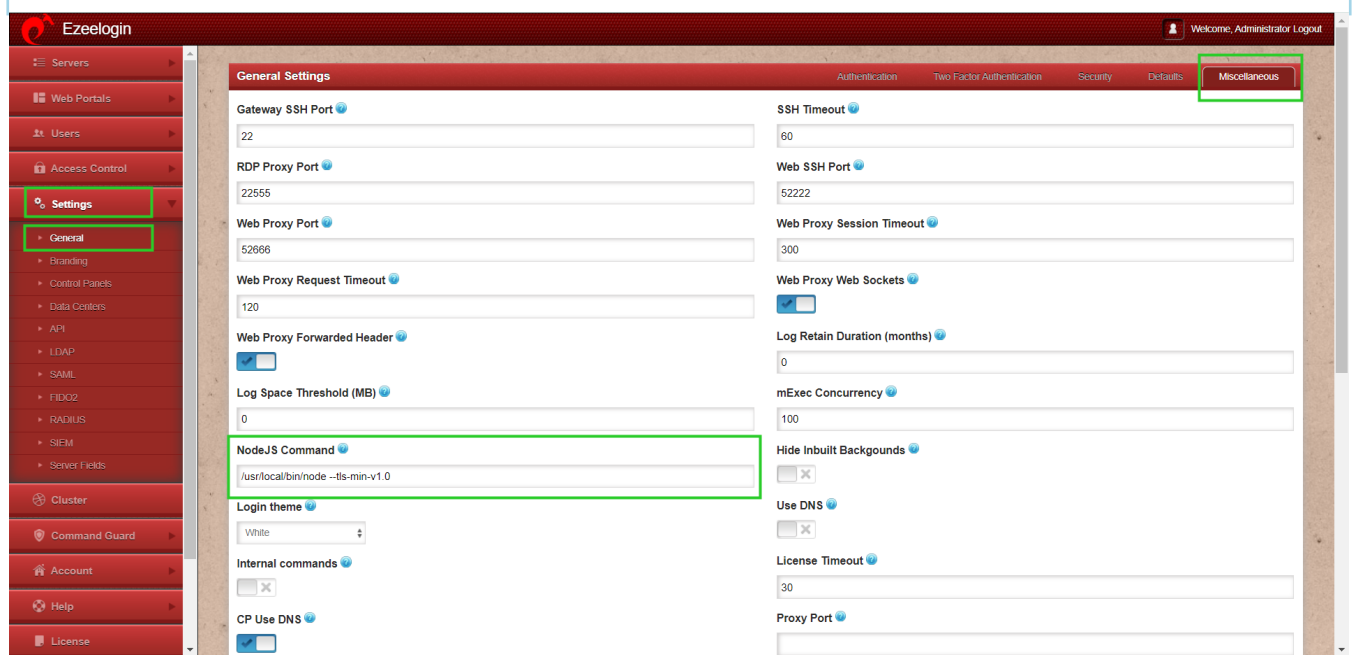 Ezeelogin
Welcome, Administrator Logout
Servers
Web Portals
Users
Access Control
Settings
General
Branding
Control Panels
Data Centers
API
LDAP
SAML
FIDO2
RADIUS
SIEM
Server Fields
Cluster
Command Guard
Account
Help
License
General Settings
Authentication
Two Factor Authentication
Security
Defaults
Miscellaneous
Gateway SSH Port
22
SSH Timeout
60
RDP Proxy Port
22555
Web SSH Port
52222
Web Proxy Port
52666
Web Proxy Session Timeout
300
Web Proxy Request Timeout
120
Web Proxy Web Sockets
Web Proxy Forwarded Header
Log Retain Duration (months)
0
Log Space Threshold (MB)
0
mExec Concurrency
100
NodeJS Command
/usr/local/bin/node --tls-min-v1.0
Hide Inbuilt Backgounds
Login theme
White
Use DNS
Internal commands
License Timeout
30
CP Use DNS
Proxy Port